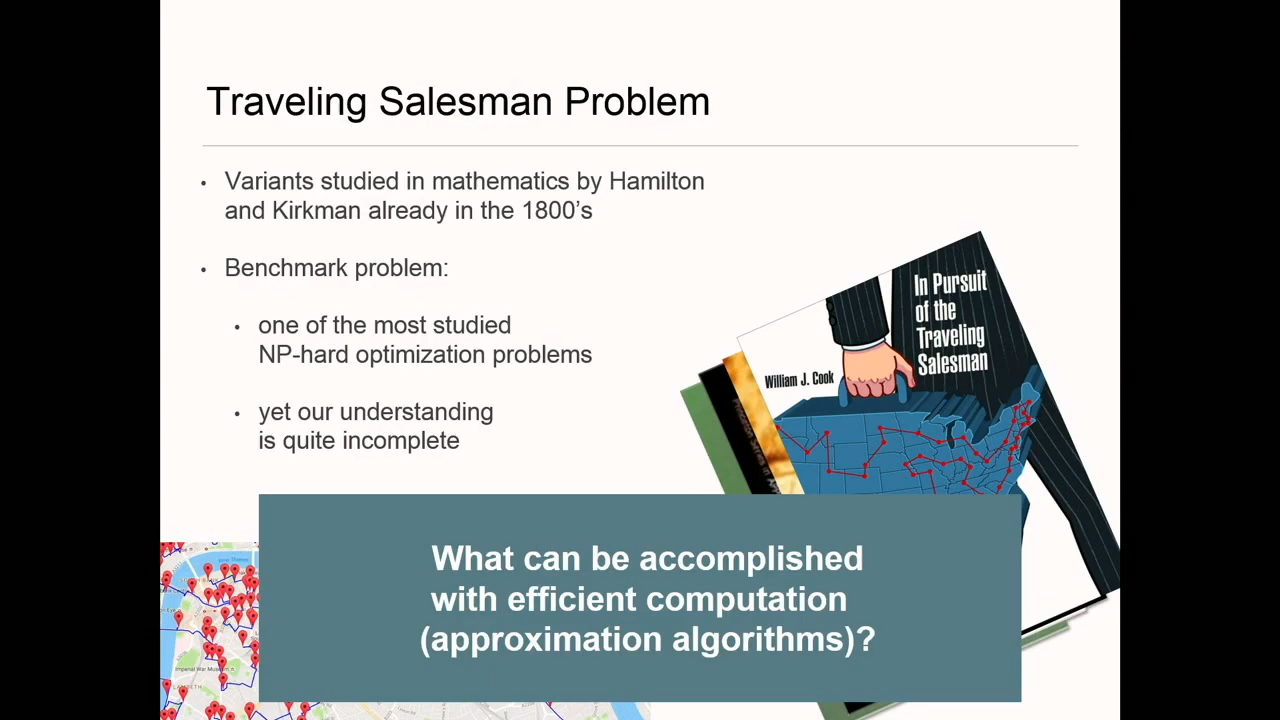 Traveling Salesman Problem
• Variants studied in mathematics by Hamilton
and Kirkman already in the 1800's
• Benchmark problem:
• one of the most studied
NP-hard optimization problems
• yet our understanding
is quite incomplete
In Pursuit
of the
Traveling
Salesman
William J. Cook
What can be accomplished
with efficient computation
(approximation algorithms)?